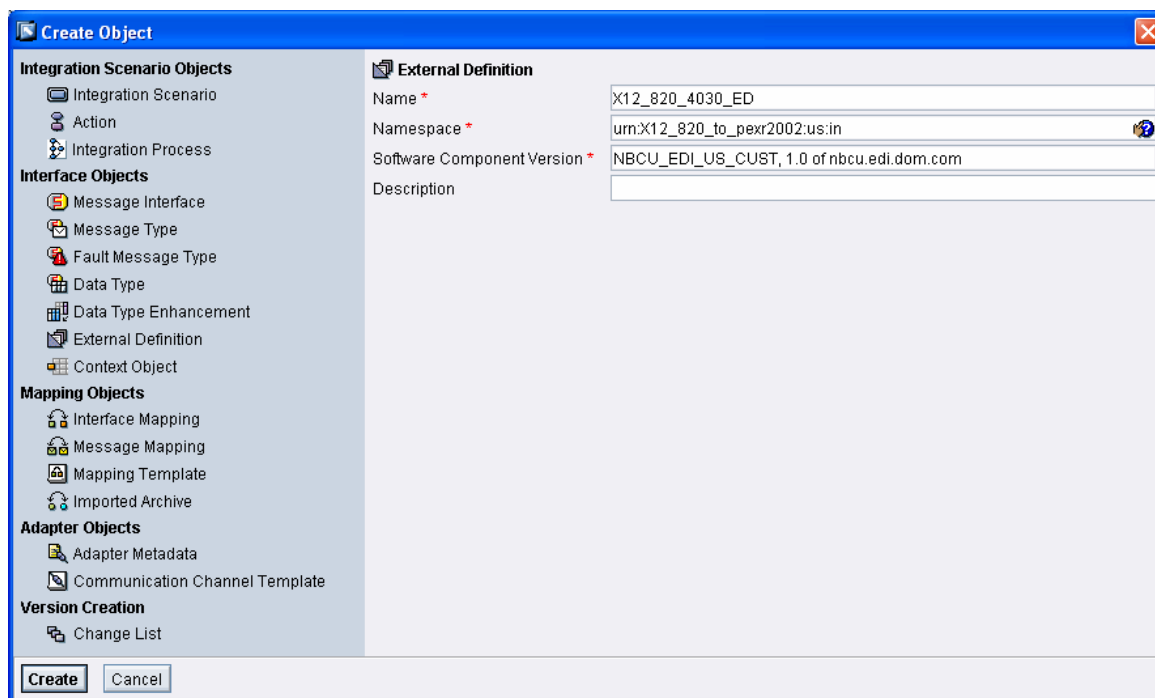 Create Object
Integration Scenario Objects
Integration Scenario
Action
Integration Process
Interface Objects
Message Interface
Message Type
Fault Message Type
Data Type
Data Type Enhancement
External Definition
Context Object
Mapping Objects
Interface Mapping
Message Mapping
Mapping Template
Imported Archive
Adapter Objects
Adapter Metadata
Communication Channel Template
Version Creation
Change List
External Definition
Name * X12_820_4030_ED
Namespace * urn:X12_820_to_pexr2002:us:in
Software Component Version * NBCU_EDI_US_CUST, 1.0 of nbcu.edi.dom.com
Description
Create Cancel